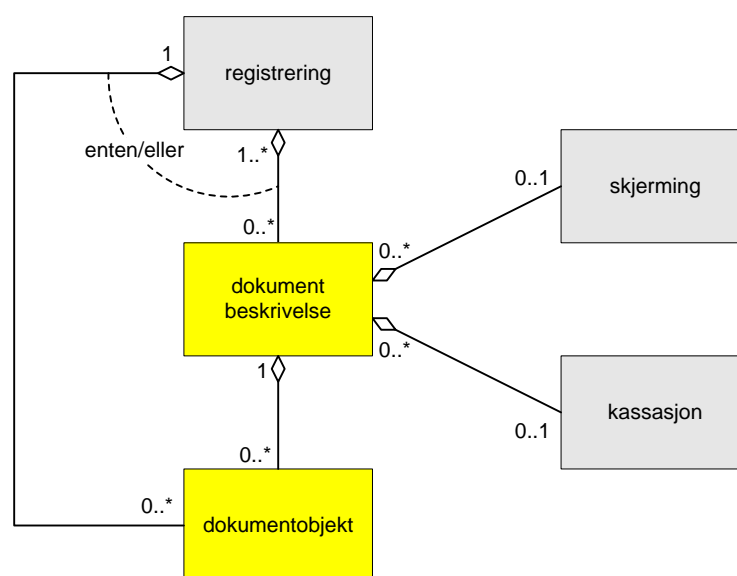 1
registrering
enten/eller
1..*
0..1
skjerming
0..*
0..*
dokument
beskrivelse
0..*
1
kassasjon
0..1
0..*
0..*
dokumentobjekt